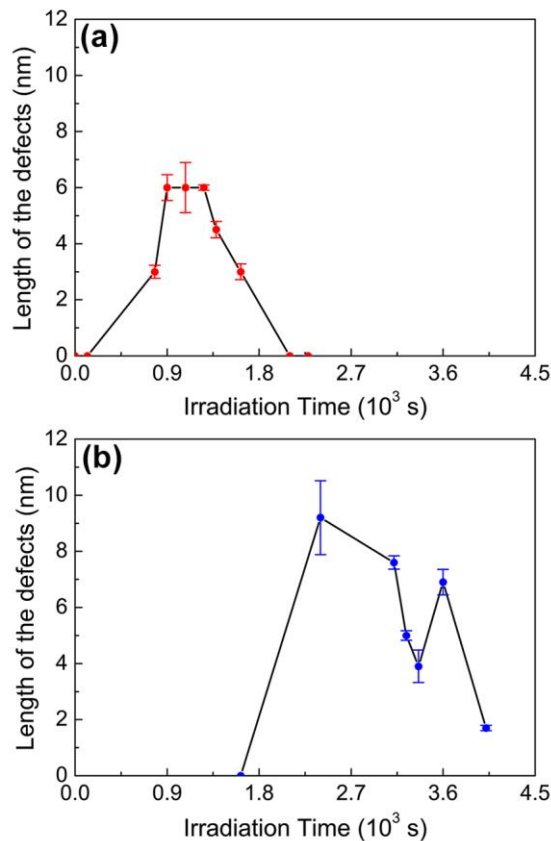 (a)
Length of the defects (nm)
12
10
8
6
4
2
0
0.0 0.9 1.8 2.7 3.6 4.5
Irradiation Time (10³ s)
(b)
Length of the defects (nm)
12
10
8
6
4
2
0
0.0 0.9 1.8 2.7 3.6 4.5
Irradiation Time (10³ s)